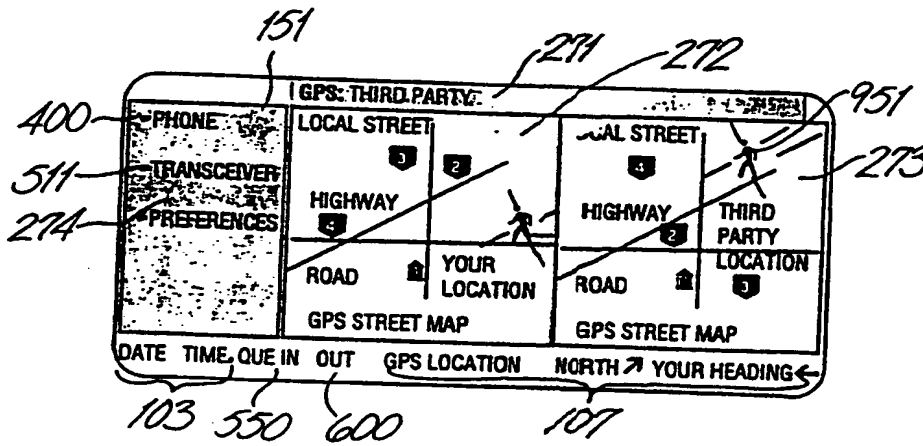 151
271
272
951
400
511
274
273
GPS: THIRD PARTY
PHONE
TRANSCEIVER
PREFERENCES
LOCAL STREET
3
2
HIGHWAY
4
ROAD
YOUR
LOCATION
GPS STREET MAP
CAL STREET
4
HIGHWAY
2
THIRD
PARTY
LOCATION
ROAD
3
GPS STREET MAP
DATE TIME QUE IN OUT GPS LOCATION NORTH ↗ YOUR HEADING ←
103 550 600 107